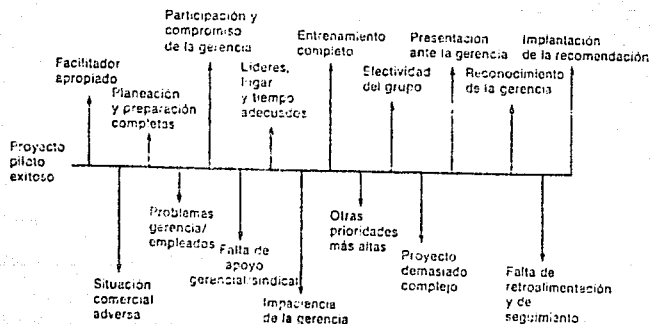 Facilitador
apropiado
Planeación
y preparación
completas
Participación y
compromiso
de la gerencia
Líderes,
lugar
y tiempo
adecuados
Entrenamiento
completo
Efectividad
del grupo
Presentación
ante la gerencia
Reconocimiento
de la gerencia
Implantación
de la recomendación
Proyecto
piloto
exitoso
Situación
comercial
adversa
Problemas
gerencia/
empleados
Falta de
apoyo
gerencial/sindical
Impaciencia
de la gerencia
Otras
prioridades
más altas
Proyecto
demasiado
complejo
Falta de
retroalimentación
y de
seguimiento